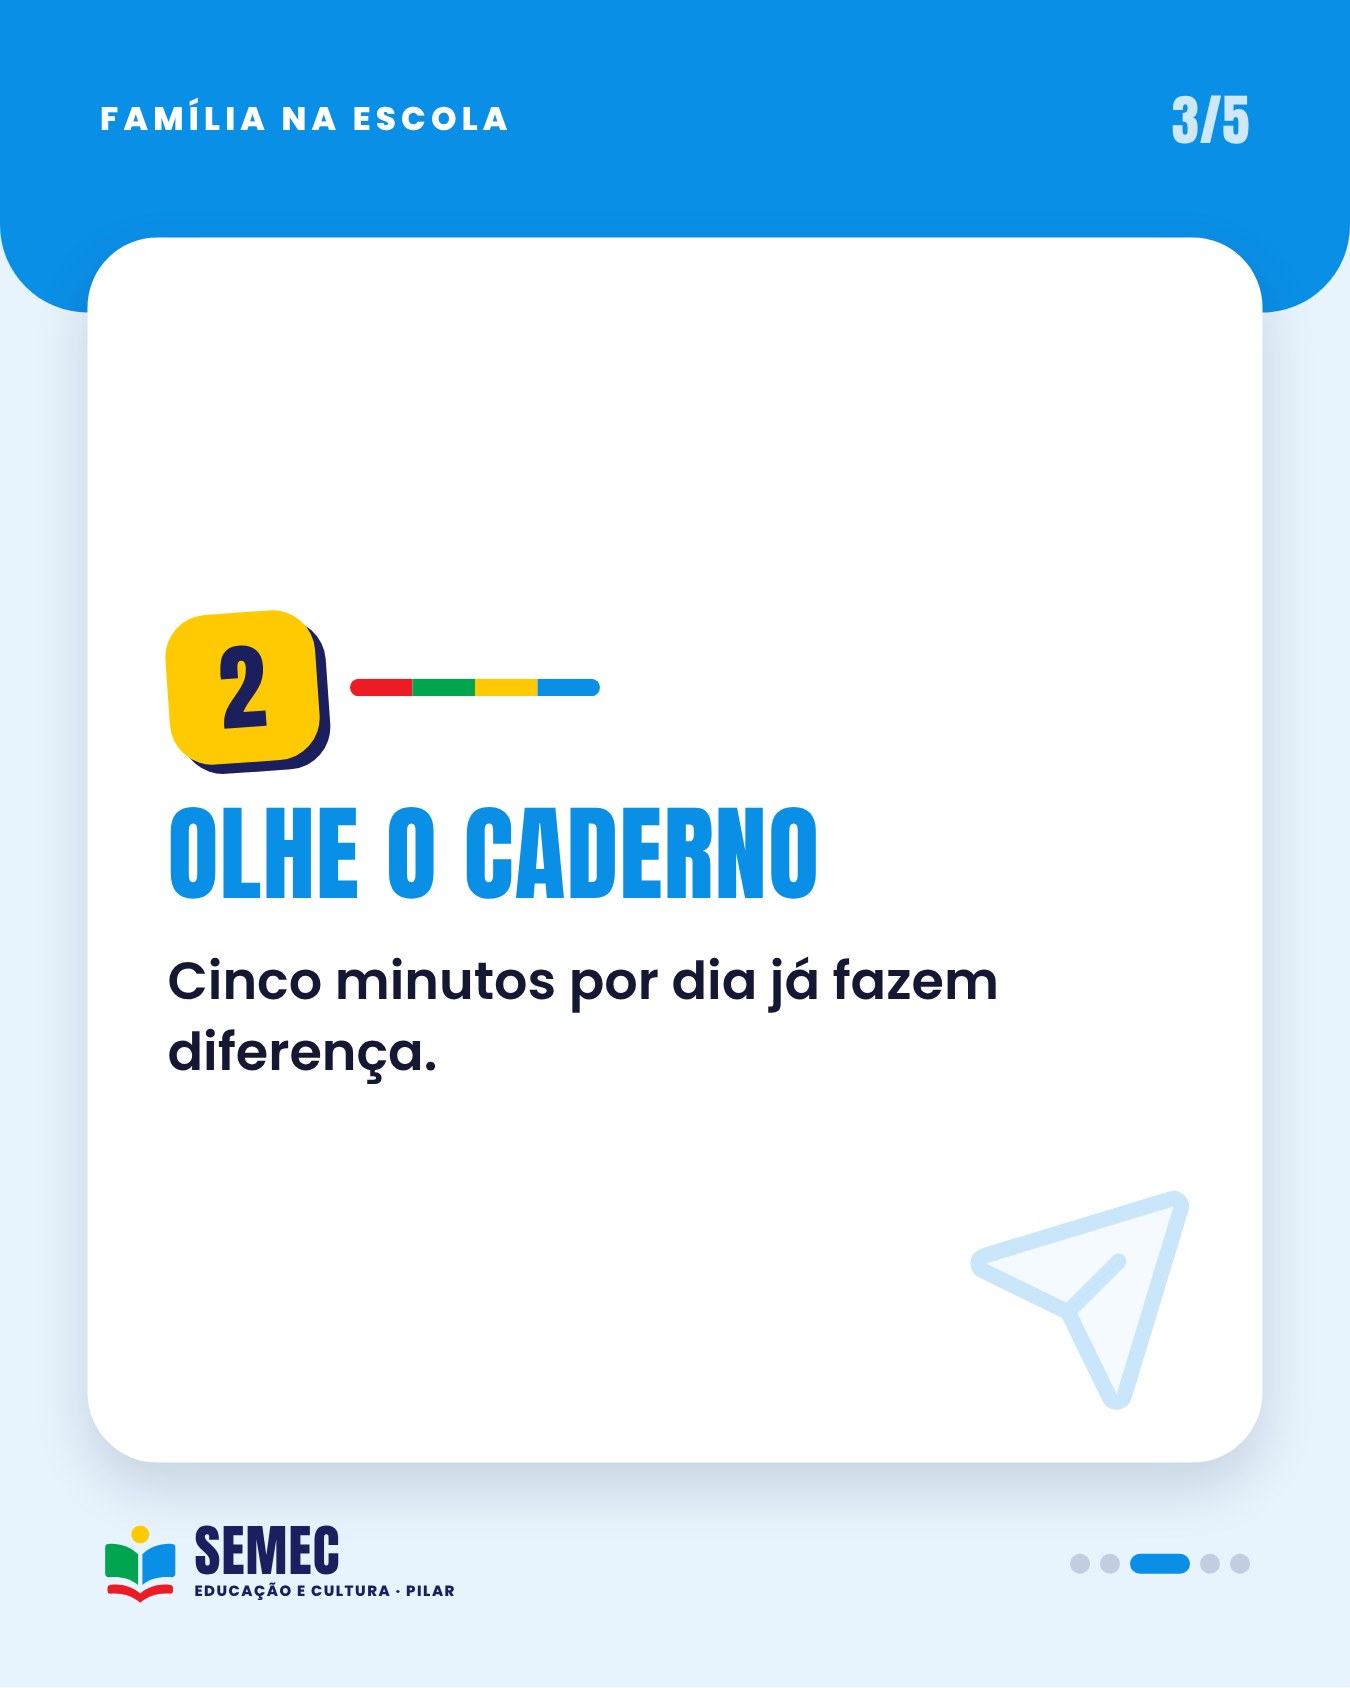 FAMÍLIA NA ESCOLA
3/5
2
OLHE O CADERNO
Cinco minutos por dia já fazem
diferença.
SEMEC
EDUCAÇÃO E CULTURA · PILAR